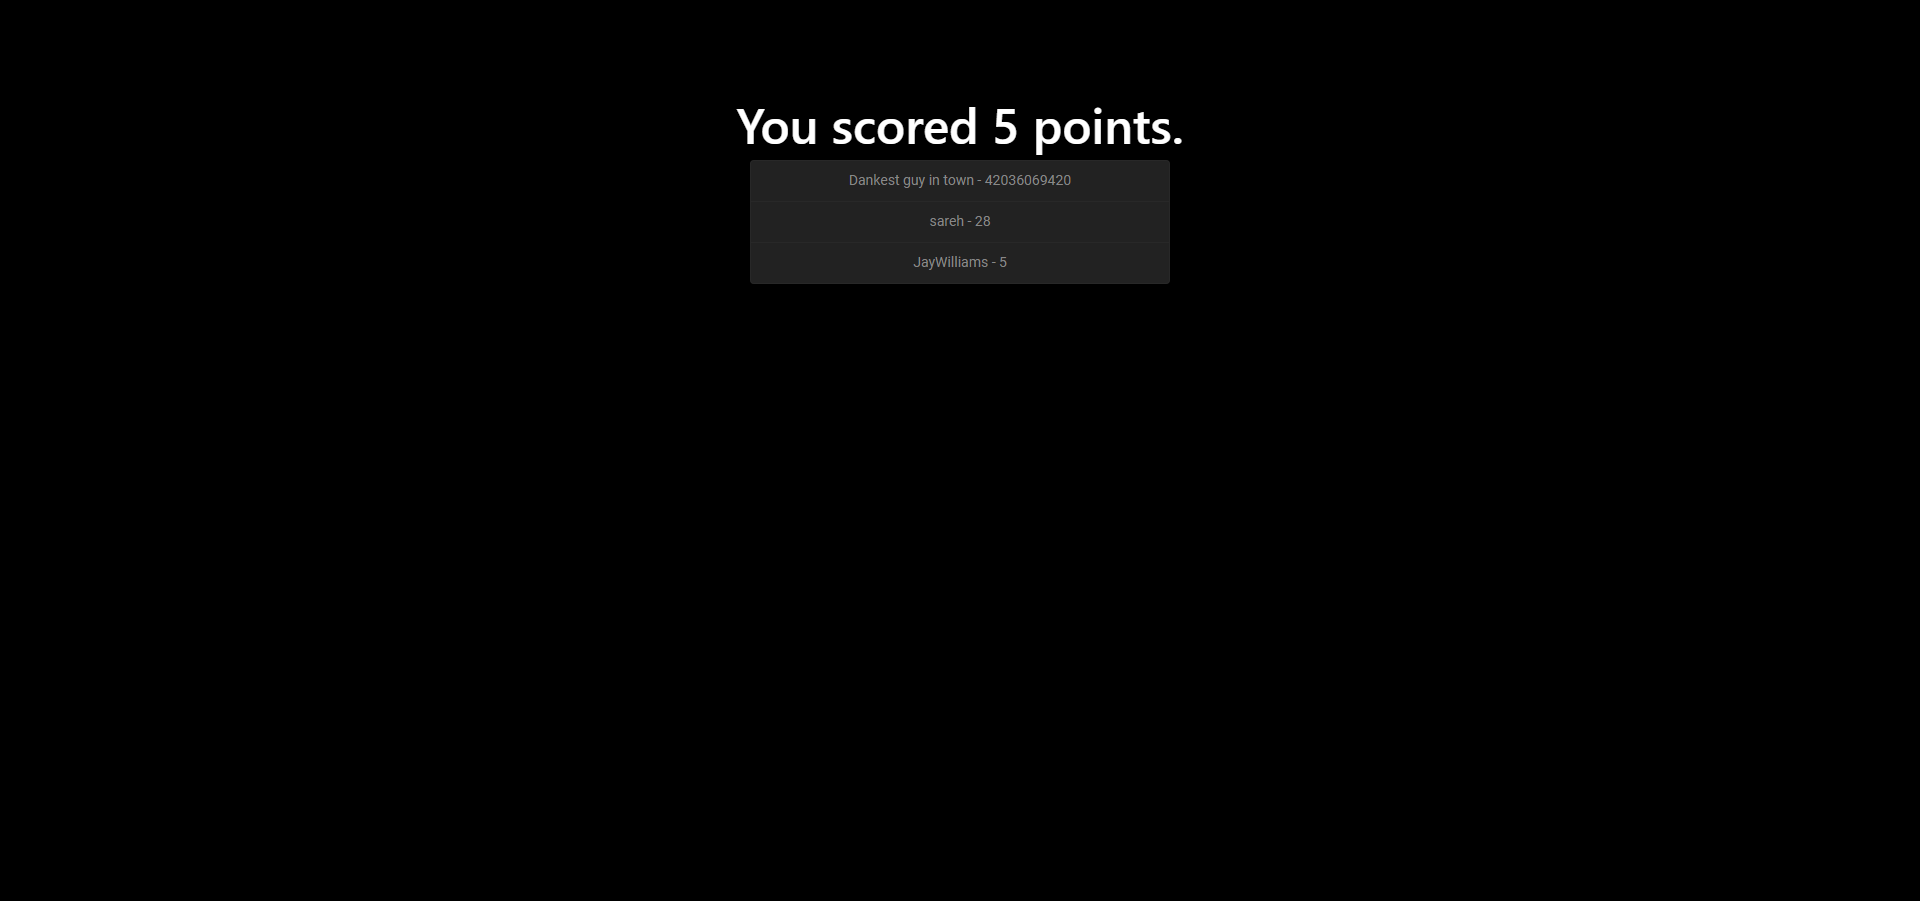 You scored 5 points.
Dankest guy in town - 42036069420
sareh - 28
JayWilliams - 5